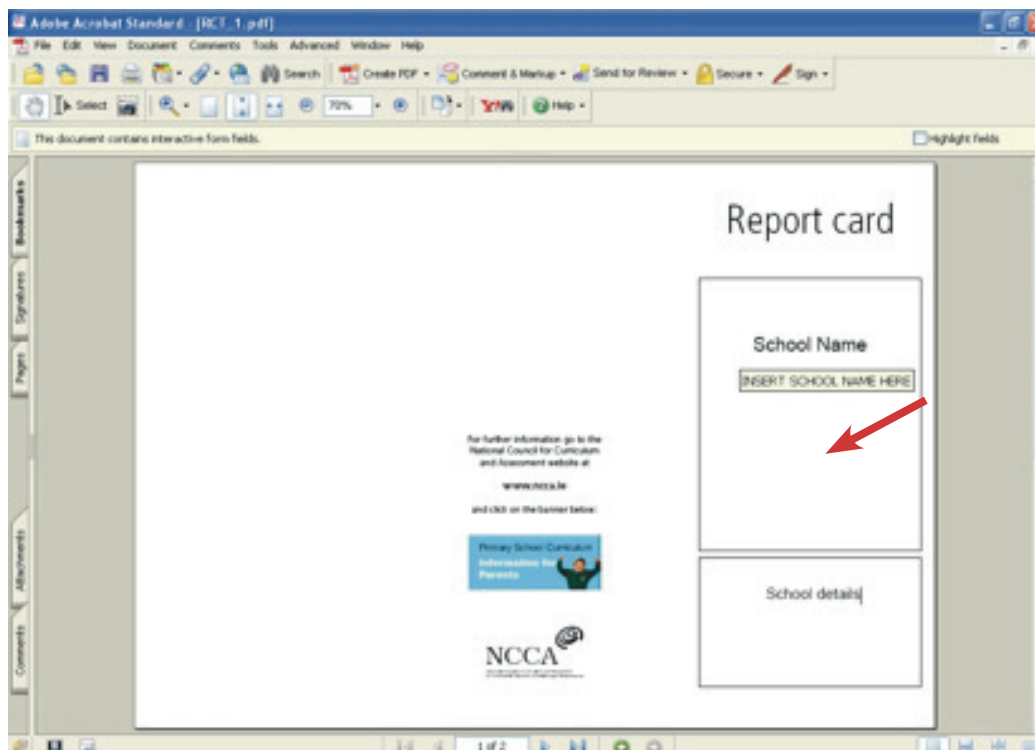 Adobe Acrobat Standard - [RCT_1.pdf]
File Edit View Document Comments Tools Advanced Window Help
Search Create PDF Comment & Markup Send for Review Secure Sign
Select 70% Help
This document contains interactive form fields. Highlight fields
Bookmarks
Signatures
Pages
Attachments
Comments
Report card
School Name
INSERT SCHOOL NAME HERE
For further information go to the
National Council for Curriculum
and Assessment website at
www.ncca.ie
and click on the banner below:
Primary School Curriculum
Information for
Parents
NCCA
School details
1 of 2